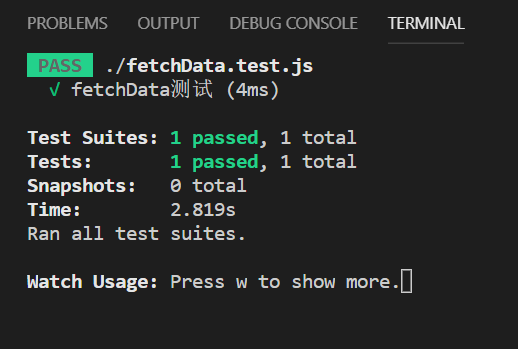 PROBLEMS OUTPUT DEBUG CONSOLE TERMINAL
PASS ./fetchData.test.js
√ fetchData测试 (4ms)
Test Suites: 1 passed, 1 total
Tests: 1 passed, 1 total
Snapshots: 0 total
Time: 2.819s
Ran all test suites.
Watch Usage: Press w to show more.